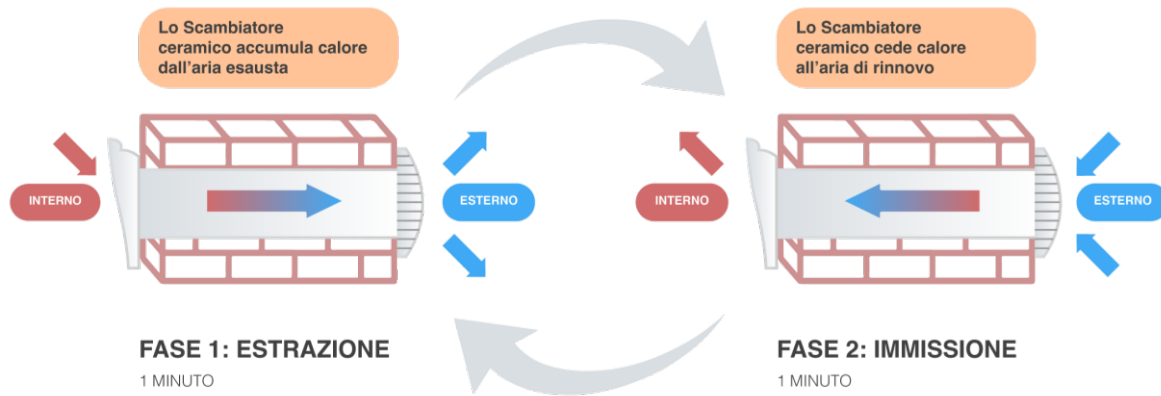 Lo Scambiatore
ceramico accumula calore
dall'aria esausta
INTERNO
ESTERNO
FASE 1: ESTRAZIONE
1 MINUTO
Lo Scambiatore
ceramico cede calore
all'aria di rinnovo
INTERNO
ESTERNO
FASE 2: IMMISSIONE
1 MINUTO